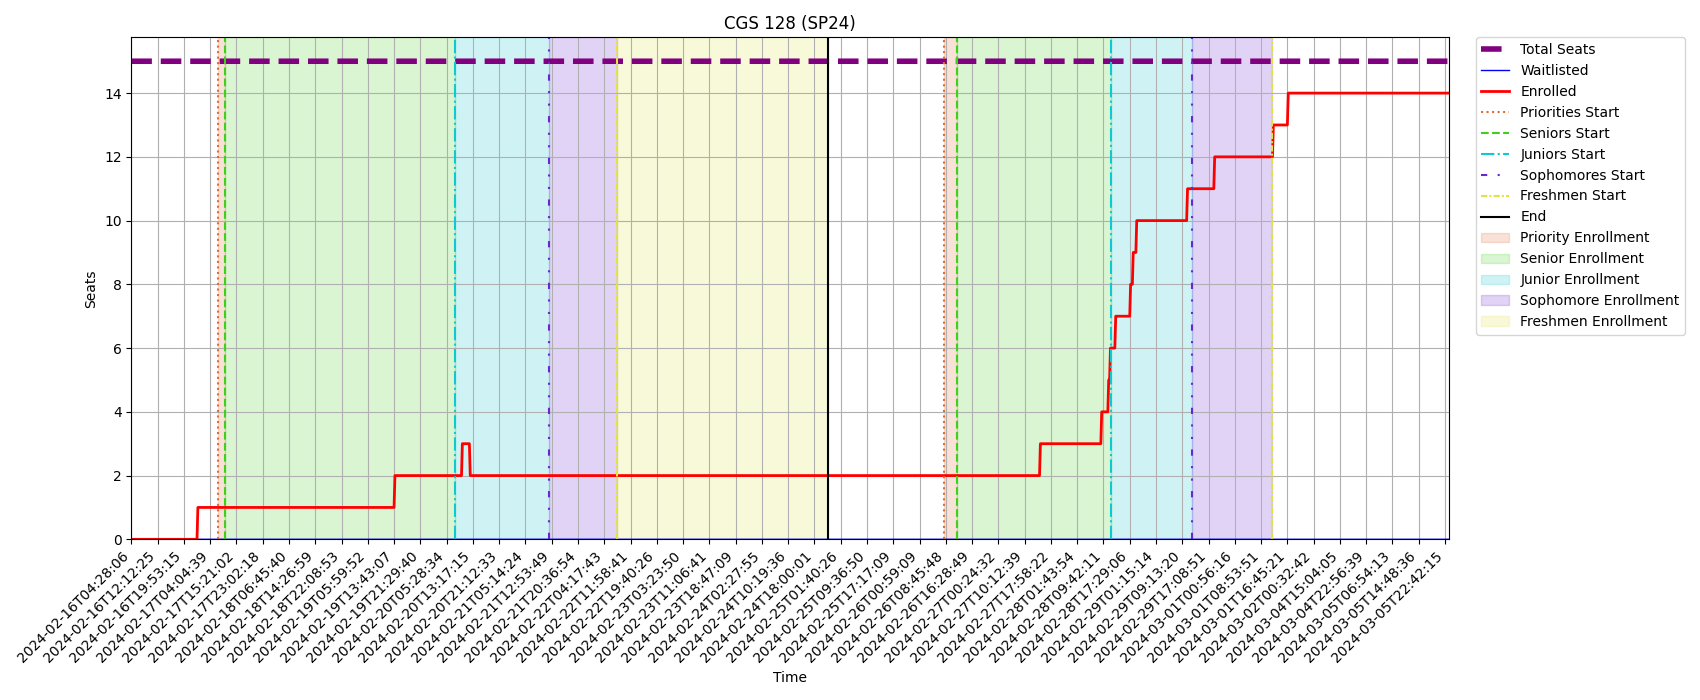 CGS 128 (SP24)
Seats
14
12
10
8
6
4
2
0
2024-02-16T04:28:06
2024-02-16T12:12:25
2024-02-16T19:53:15
2024-02-17T04:04:39
2024-02-17T15:21:02
2024-02-17T23:02:18
2024-02-18T06:45:40
2024-02-18T14:26:59
2024-02-18T22:08:53
2024-02-19T05:59:52
2024-02-19T13:43:07
2024-02-19T21:29:40
2024-02-20T05:28:34
2024-02-20T13:17:15
2024-02-20T21:12:33
2024-02-21T05:14:24
2024-02-21T12:53:49
2024-02-21T20:36:54
2024-02-22T04:17:43
2024-02-22T11:58:41
2024-02-22T19:40:26
2024-02-23T03:23:50
2024-02-23T11:06:41
2024-02-23T18:47:09
2024-02-24T02:27:55
2024-02-24T10:19:36
2024-02-24T18:00:01
2024-02-25T01:40:26
2024-02-25T09:36:50
2024-02-25T17:17:09
2024-02-26T00:59:09
2024-02-26T08:45:48
2024-02-26T16:28:49
2024-02-27T00:24:32
2024-02-27T10:12:39
2024-02-27T17:58:22
2024-02-28T01:43:54
2024-02-28T09:42:11
2024-02-28T17:29:06
2024-02-29T01:15:14
2024-02-29T09:13:20
2024-02-29T17:08:51
2024-03-01T00:56:16
2024-03-01T08:53:51
2024-03-01T16:45:21
2024-03-02T00:32:42
2024-03-04T15:04:05
2024-03-04T22:56:39
2024-03-05T06:54:13
2024-03-05T14:48:36
2024-03-05T22:42:15
Time
Total Seats
Waitlisted
Enrolled
Priorities Start
Seniors Start
Juniors Start
Sophomores Start
Freshmen Start
End
Priority Enrollment
Senior Enrollment
Junior Enrollment
Sophomore Enrollment
Freshmen Enrollment